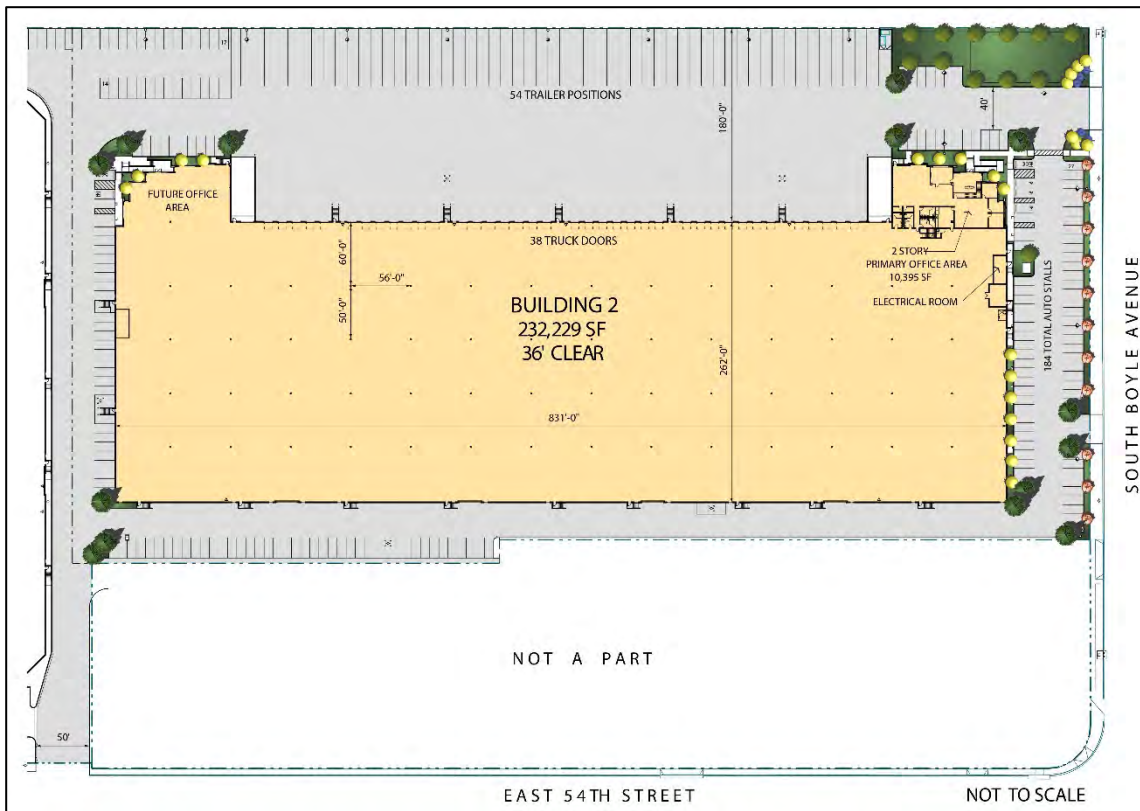 17
14
54 TRAILER POSITIONS
180'-0"
40'
FUTURE OFFICE
AREA
38 TRUCK DOORS
60'-0"
56'-0"
50'-0"
2 STORY
PRIMARY OFFICE AREA
10,395 SF
ELECTRICAL ROOM
BUILDING 2
232,229 SF
36' CLEAR
262'-0"
831'-0"
184 TOTAL AUTO STALLS
SOUTH BOYLE AVENUE
NOT A PART
50'
EAST 54TH STREET
NOT TO SCALE